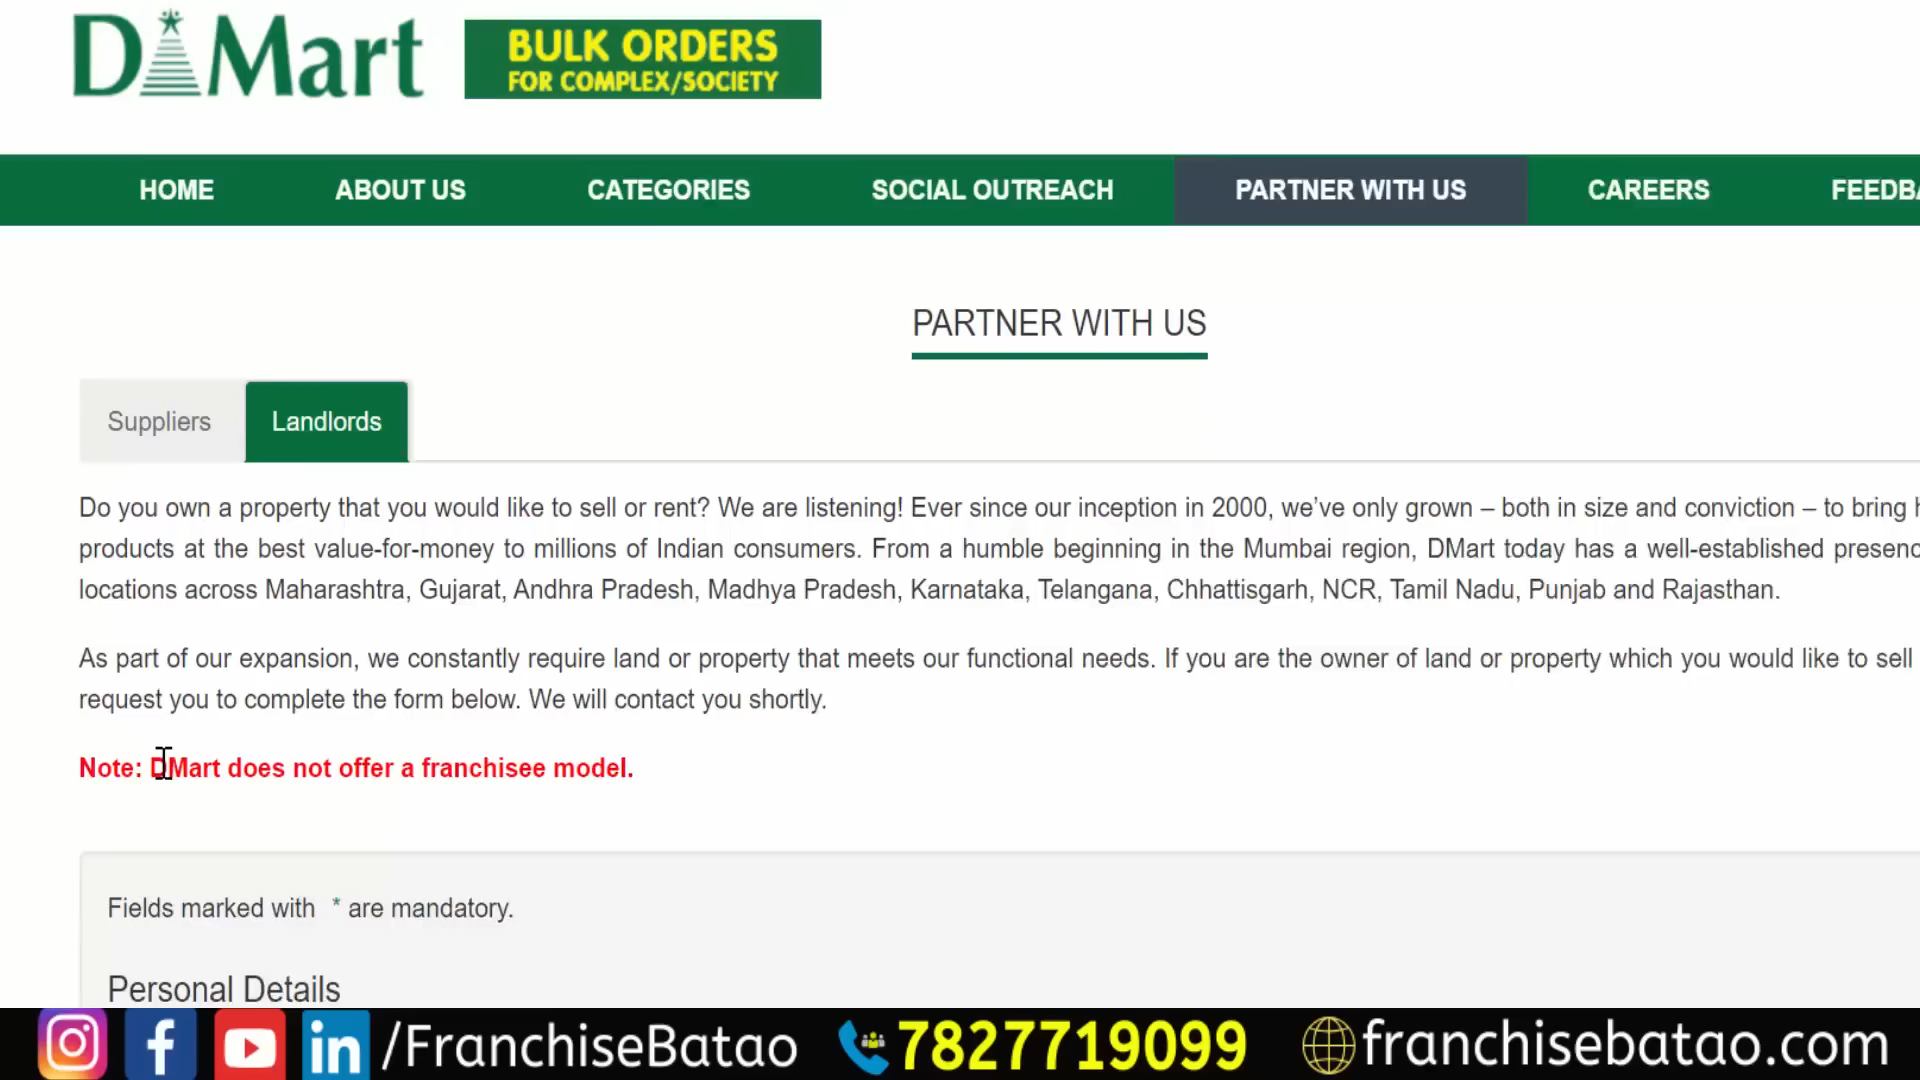 D Mart
BULK ORDERS
FOR COMPLEX/SOCIETY
HOME ABOUT US CATEGORIES SOCIAL OUTREACH PARTNER WITH US CAREERS
PARTNER WITH US
Suppliers Landlords
Do you own a property that you would like to sell or rent? We are listening! Ever since our inception in 2000, we’ve only grown – both in size and conviction – to bring
products at the best value-for-money to millions of Indian consumers. From a humble beginning in the Mumbai region, DMart today has a well-established
locations across Maharashtra, Gujarat, Andhra Pradesh, Madhya Pradesh, Karnataka, Telangana, Chhattisgarh, NCR, Tamil Nadu, Punjab and Rajasthan.
As part of our expansion, we constantly require land or property that meets our functional needs. If you are the owner of land or property which you would like to sell
request you to complete the form below. We will contact you shortly.
Note: DMart does not offer a franchisee model.
Fields marked with * are mandatory.
Personal Details
/FranchiseBatao 7827719099 franchisebatao.com